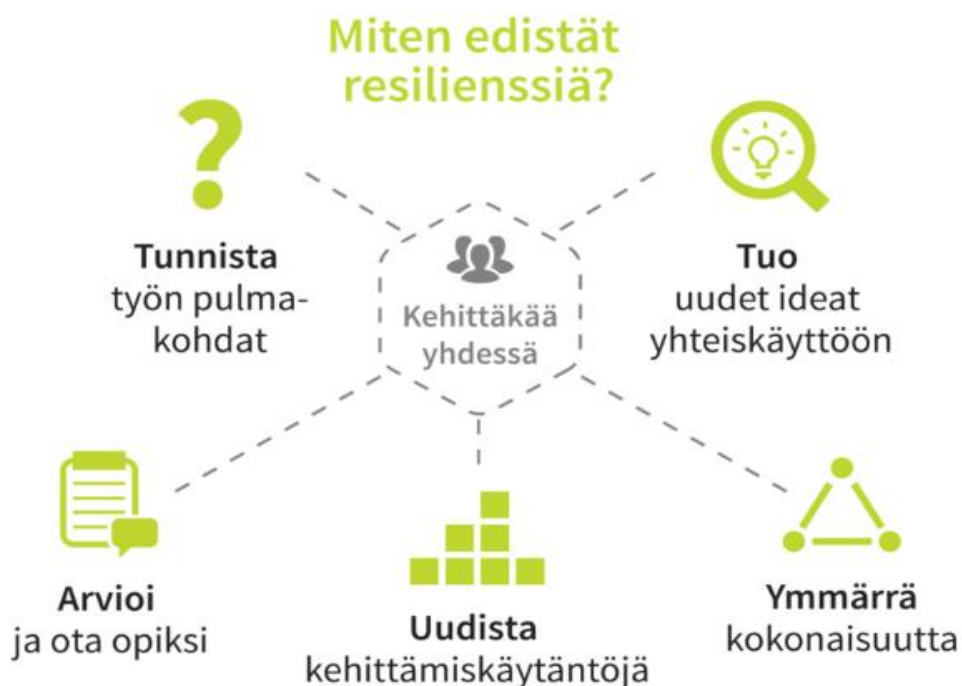 Miten edistät
resilienssiä?
Tunnista
työn pulma-
kohdat
Tuo
uudet ideat
yhteiskäyttöön
Kehittäkää
yhdessä
Arvioi
ja ota opiksi
Uudista
kehittämiskäytäntöjä
Ymmärrä
kokonaisuutta